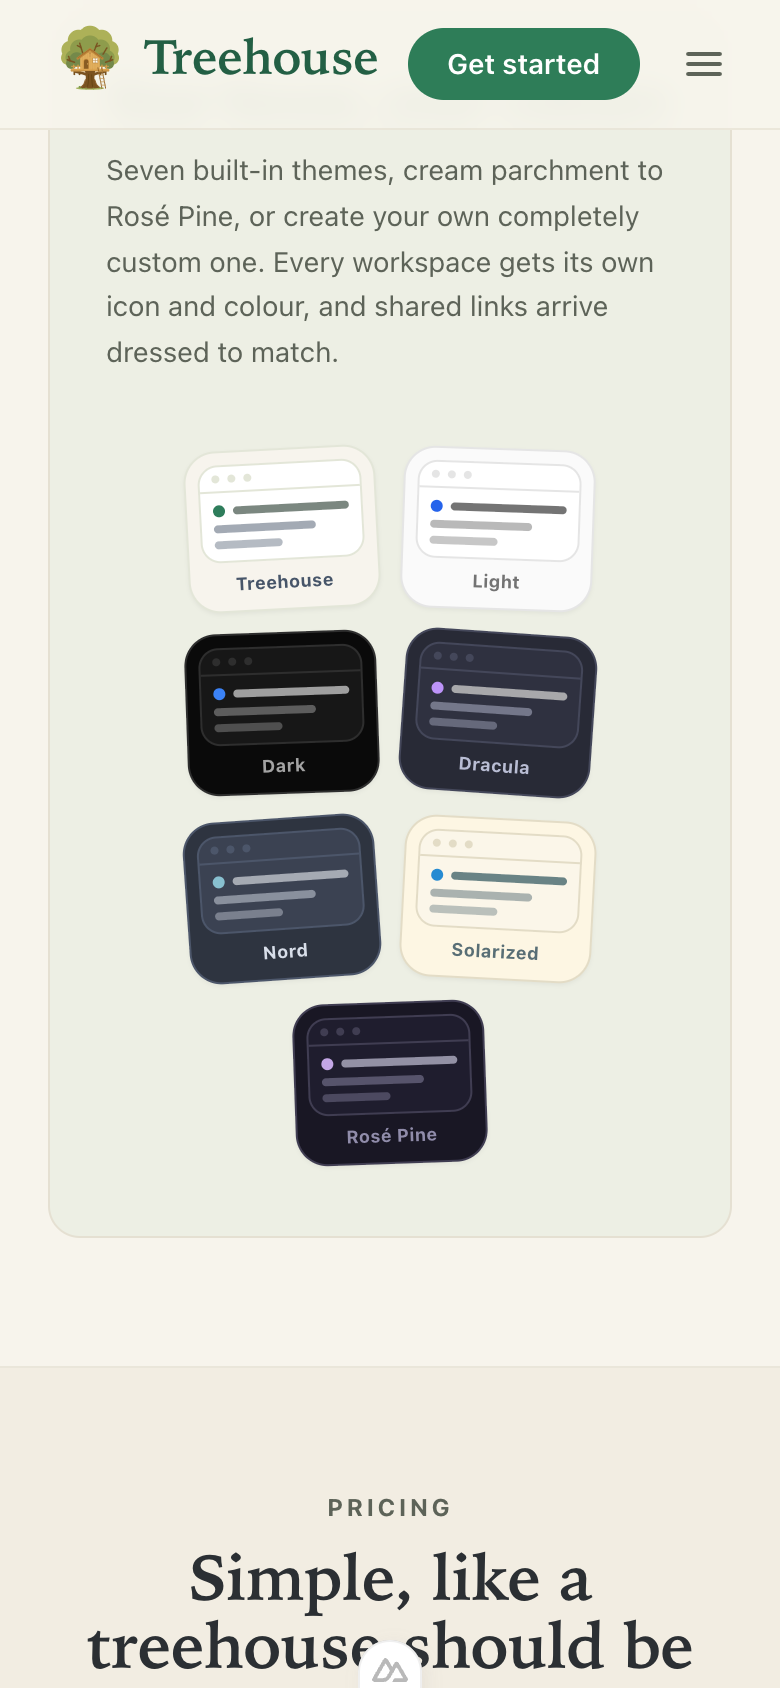 Treehouse
Get started
Seven built-in themes, cream parchment to
Rosé Pine, or create your own completely
custom one. Every workspace gets its own
icon and colour, and shared links arrive
dressed to match.
Treehouse
Light
Dark
Dracula
Nord
Solarized
Rosé Pine
PRICING
Simple, like a
treehouse should be